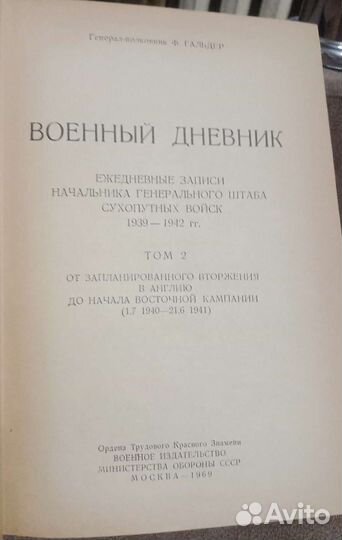 Генерал-полковник Ф. ГАЛЬДЕР
ВОЕННЫЙ ДНЕВНИК
ЕЖЕДНЕВНЫЕ ЗАПИСИ
НАЧАЛЬНИКА ГЕНЕРАЛЬНОГО ШТАБА
СУХОПУТНЫХ ВОЙСК
1939—1942 гг.
ТОМ 2
ОТ ЗАПЛАНИРОВАННОГО ВТОРЖЕНИЯ
В АНГЛИЮ
ДО НАЧАЛА ВОСТОЧНОЙ КАМПАНИИ
(1.7 1940—21.6 1941)
Ордена Трудового Красного Знамени
ВОЕННОЕ ИЗДАТЕЛЬСТВО
МИНИСТЕРСТВА ОБОРОНЫ СССР
МОСКВА—1969
Avito